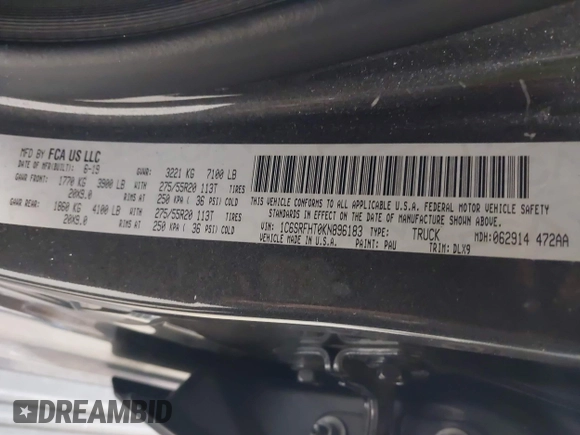 MFD BY FCA US LLC
DATE OF MFR(BUILT): 6-19 GVWR: 3221 KG 7100 LB
GAWR FRONT: 1770 KG 3900 LB WITH 275/55R20 113T TIRES
20X9.0 RIMS AT 250 KPA ( 36 PSI) COLD
GAWR REAR: 1860 KG 4100 LB WITH 275/55R20 113T TIRES
20X9.0 RIMS AT 250 KPA ( 36 PSI) COLD
THIS VEHICLE CONFORMS TO ALL APPLICABLE FEDERAL MOTOR VEHICLE SAFETY
STANDARDS IN EFFECT ON THE DATE OF MANUFACTURE SHOWN ABOVE.
VIN: 1C6SRFHT0KN896183 TYPE: TRUCK MDH:062914 472AA
MADE IN U.S.A. PAINT: PAU TRIM: DLX9
DREAMBID